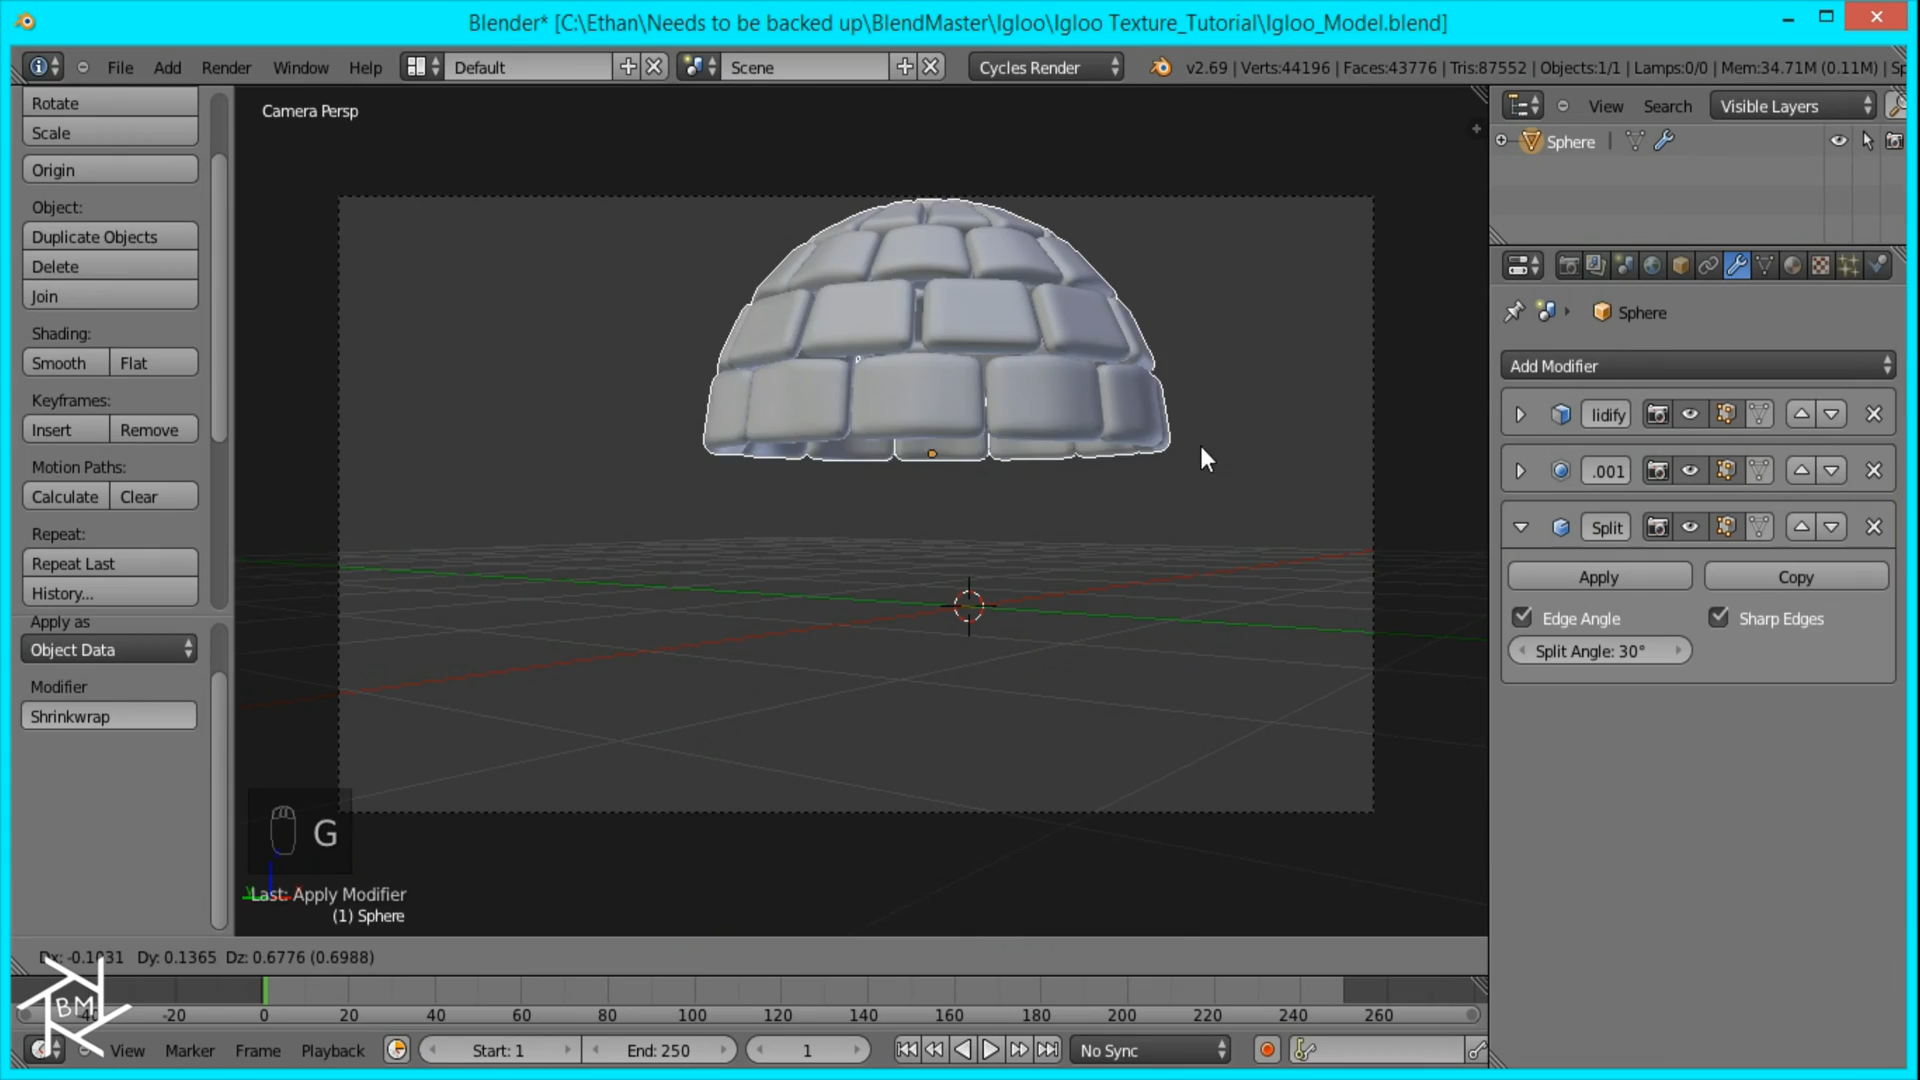 Blender* [C:\Ethan\Needs to be backed up\BlendMaster\Igloo\Igloo Texture_Tutorial\Igloo_Model.blend]
File Add Render Window Help Default Scene Cycles Render v2.69 | Verts:44196 | Faces:43776 | Tris:87552 | Objects:1/1 | Lamps:0/0 | Mem:34.71M (0.11M) | Sp
Rotate
Scale
Origin
Object:
Duplicate Objects
Delete
Join
Shading:
Smooth Flat
Keyframes:
Insert Remove
Motion Paths:
Calculate Clear
Repeat:
Repeat Last
History...
Apply as
Object Data
Modifier
Shrinkwrap
Camera Persp
G
Last: Apply Modifier
(1) Sphere
View Search Visible Layers
Sphere
Sphere
Add Modifier
lidify
.001
Split
Apply Copy
Edge Angle Sharp Edges
Split Angle: 30°
Dx: -0.1031 Dy: 0.1365 Dz: 0.6776 (0.6988)
BM
-40 -20 0 20 40 60 80 100 120 140 160 180 200 220 240 260
View Marker Frame Playback Start: 1 End: 250 1 No Sync